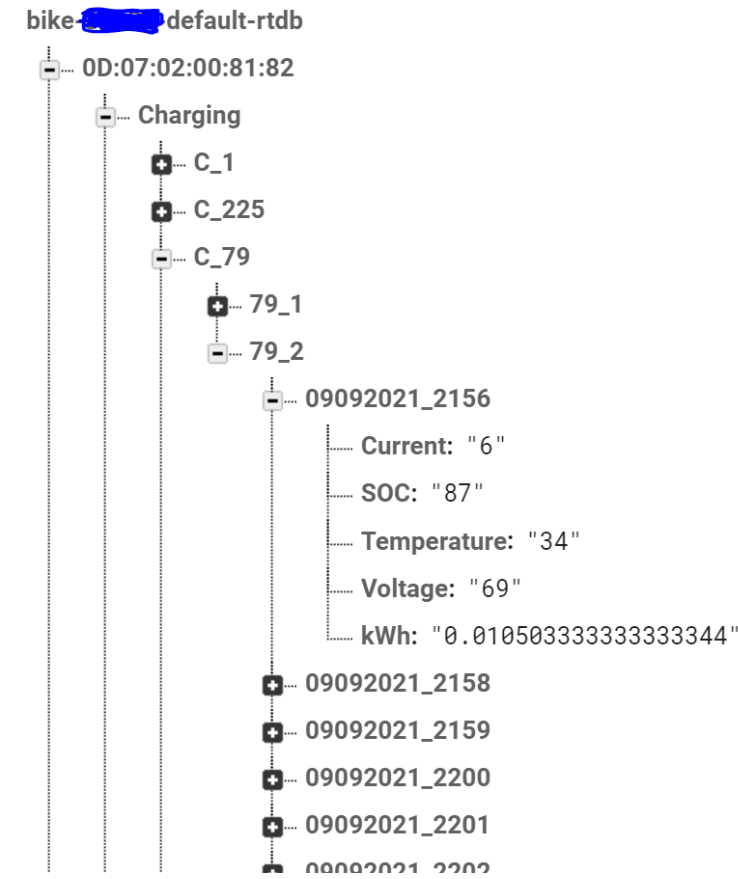 bike- default-rtdb
0D:07:02:00:81:82
Charging
C_1
C_225
C_79
79_1
79_2
09092021_2156
Current: "6"
SOC: "87"
Temperature: "34"
Voltage: "69"
kWh: "0.010503333333333344"
09092021_2158
09092021_2159
09092021_2200
09092021_2201
09092021_2202